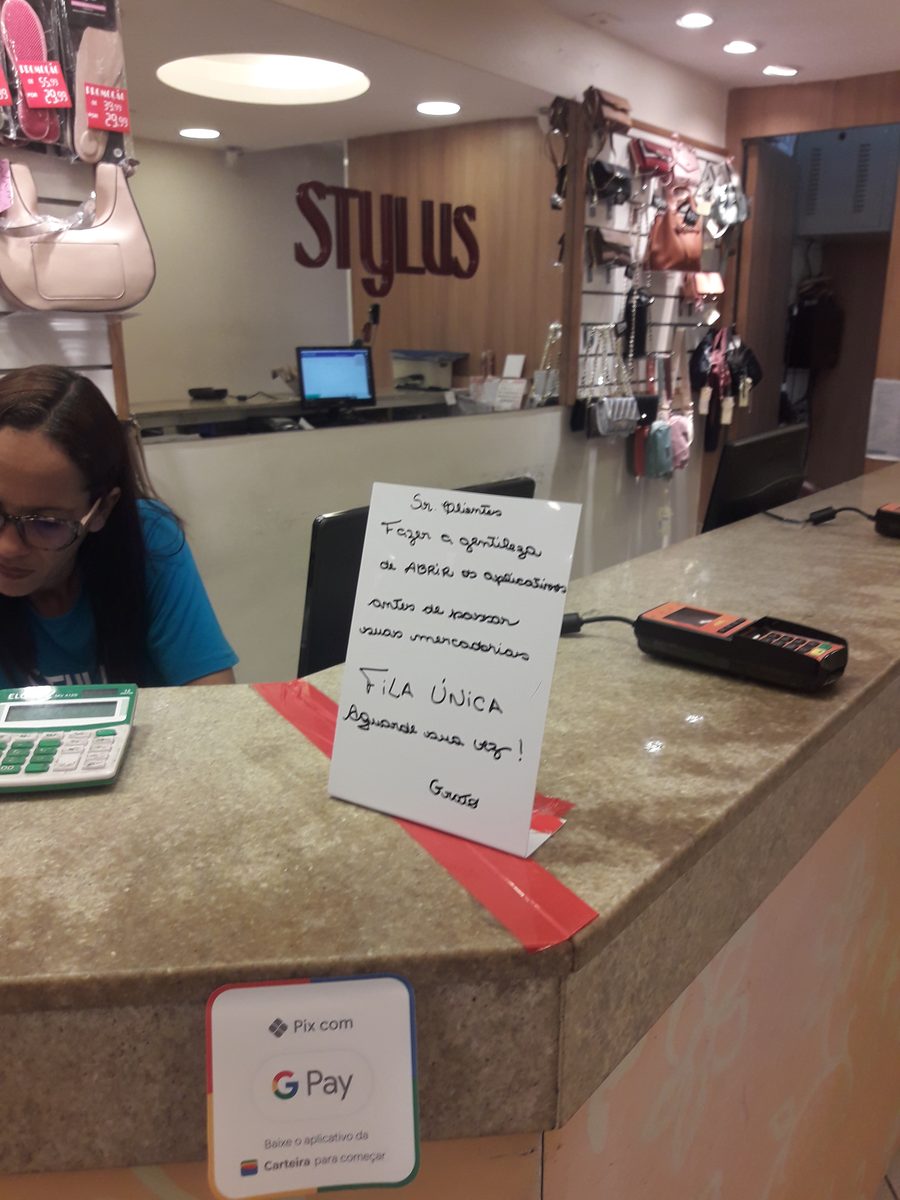 PROMOÇÃO
DE 55,99
POR 29,99
PROMOÇÃO
DE 39,99
POR 29,99
STYLUS
Sr. Clientes
Fazer a gentileza
de ABRIR os aplicativos
antes de passar
suas mercadorias
FILA ÚNICA
Aguarde sua vez!
Pix com
G Pay
Baixe o aplicativo da
Carteira para começar